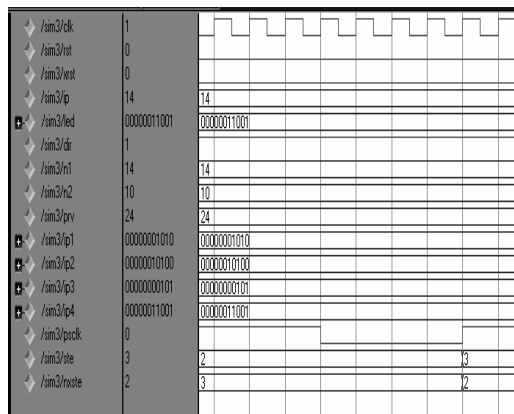 /sim3/clk 1
/sim3/rst 0
/sim3/xrst 0
/sim3/ip 14 14
/sim3/led 00000011001 00000011001
/sim3/dir 1
/sim3/n1 14 14
/sim3/n2 10 10
/sim3/prv 24 24
/sim3/ip1 00000001010 00000001010
/sim3/ip2 00000010100 00000010100
/sim3/ip3 00000000101 00000000101
/sim3/ip4 00000011001 00000011001
/sim3/psclk 0
/sim3/ste 3 2 3
/sim3/nxste 2 3 2